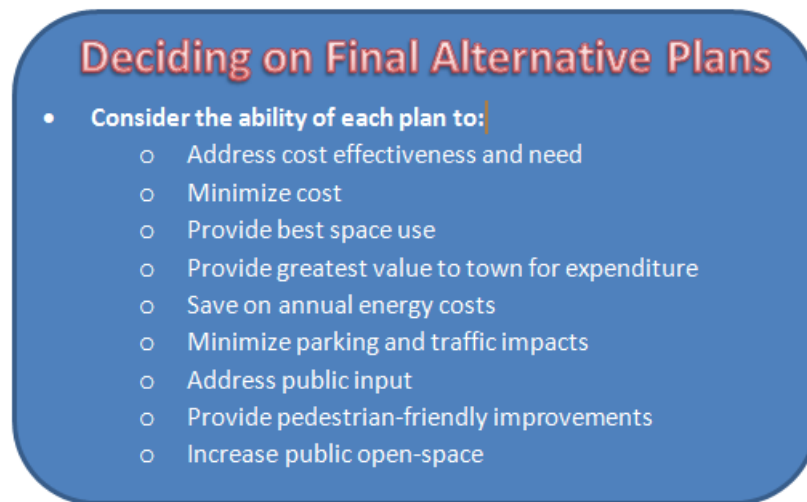 Deciding on Final Alternative Plans
• Consider the ability of each plan to:
o Address cost effectiveness and need
o Minimize cost
o Provide best space use
o Provide greatest value to town for expenditure
o Save on annual energy costs
o Minimize parking and traffic impacts
o Address public input
o Provide pedestrian-friendly improvements
o Increase public open-space